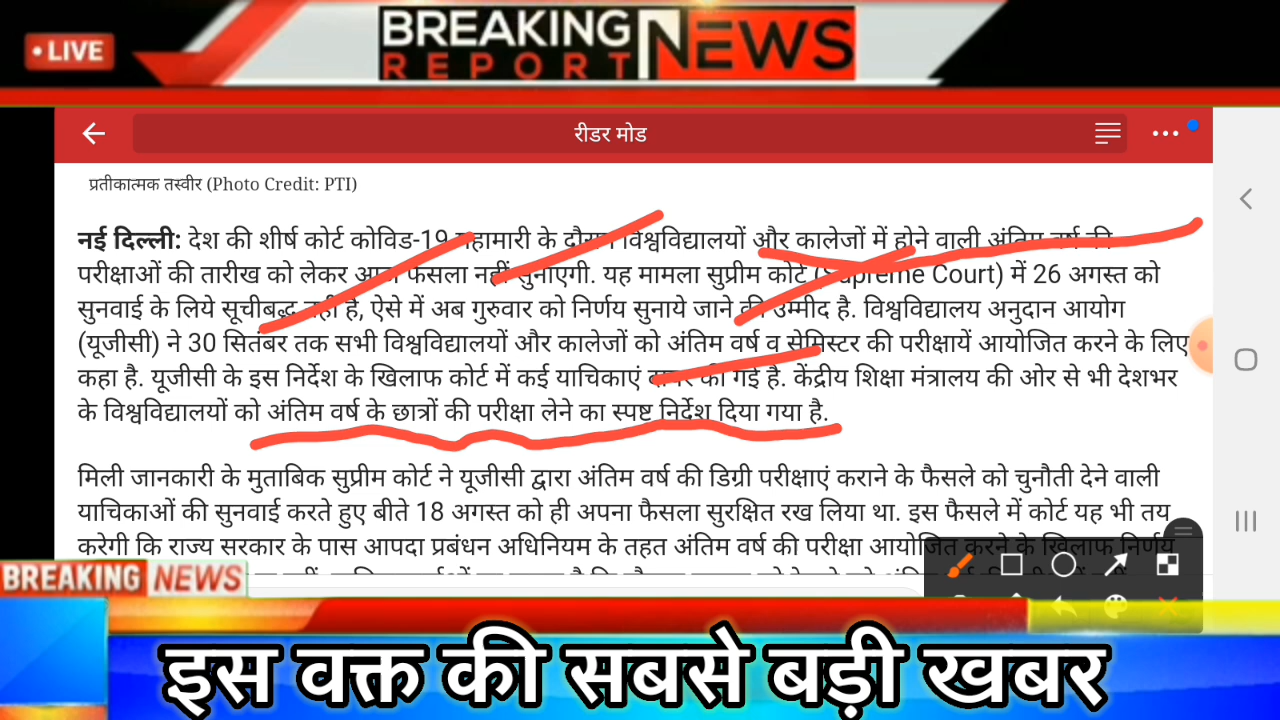 LIVE
BREAKING
REPORT
NEWS
रीडर मोड
प्रतीकात्मक तस्वीर (Photo Credit: PTI)
नई दिल्ली: देश की शीर्ष कोर्ट कोविड-19 महामारी के दौरान विश्वविद्यालयों और कालेजों में होने वाली अंतिम वर्ष की
परीक्षाओं की तारीख को लेकर आज फैसला नहीं सुनाएगी. यह मामला सुप्रीम कोर्ट (Supreme Court) में 26 अगस्त को
सुनवाई के लिये सूचीबद्ध नहीं है, ऐसे में अब गुरुवार को निर्णय सुनाये जाने की उम्मीद है. विश्वविद्यालय अनुदान आयोग
(यूजीसी) ने 30 सितंबर तक सभी विश्वविद्यालयों और कालेजों को अंतिम वर्ष व सेमिस्टर की परीक्षायें आयोजित करने के लिए
कहा है. यूजीसी के इस निर्देश के खिलाफ कोर्ट में कई याचिकाएं दायर की गई है. केंद्रीय शिक्षा मंत्रालय की ओर से भी देशभर
के विश्वविद्यालयों को अंतिम वर्ष के छात्रों की परीक्षा लेने का स्पष्ट निर्देश दिया गया है.
मिली जानकारी के मुताबिक सुप्रीम कोर्ट ने यूजीसी द्वारा अंतिम वर्ष की डिग्री परीक्षाएं कराने के फैसले को चुनौती देने वाली
याचिकाओं की सुनवाई करते हुए बीते 18 अगस्त को ही अपना फैसला सुरक्षित रख लिया था. इस फैसले में कोर्ट यह भी तय
करेगी कि राज्य सरकार के पास आपदा प्रबंधन अधिनियम के तहत अंतिम वर्ष की परीक्षा आयोजित करने के खिलाफ निर्णय
BREAKING NEWS
इस वक्त की सबसे बड़ी खबर